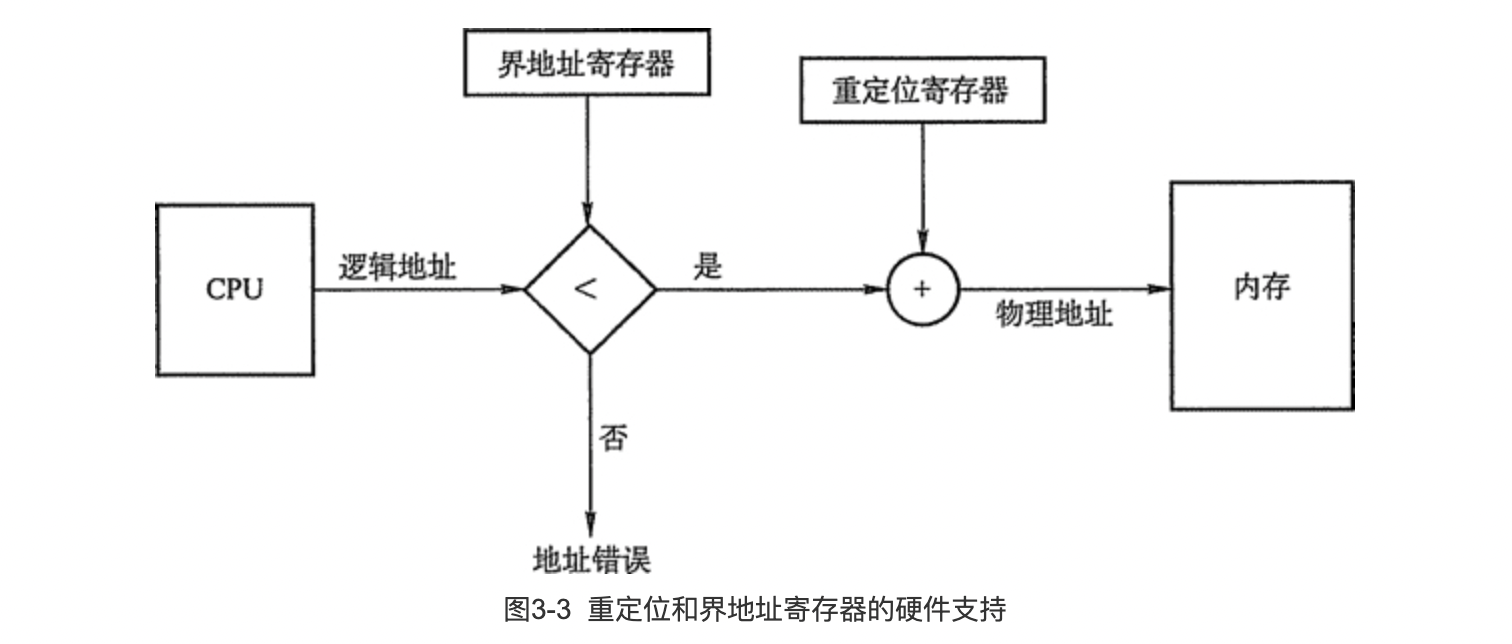 界地址寄存器
重定位寄存器
CPU
逻辑地址
<
是
+
物理地址
内存
否
地址错误
图3-3 重定位和界地址寄存器的硬件支持